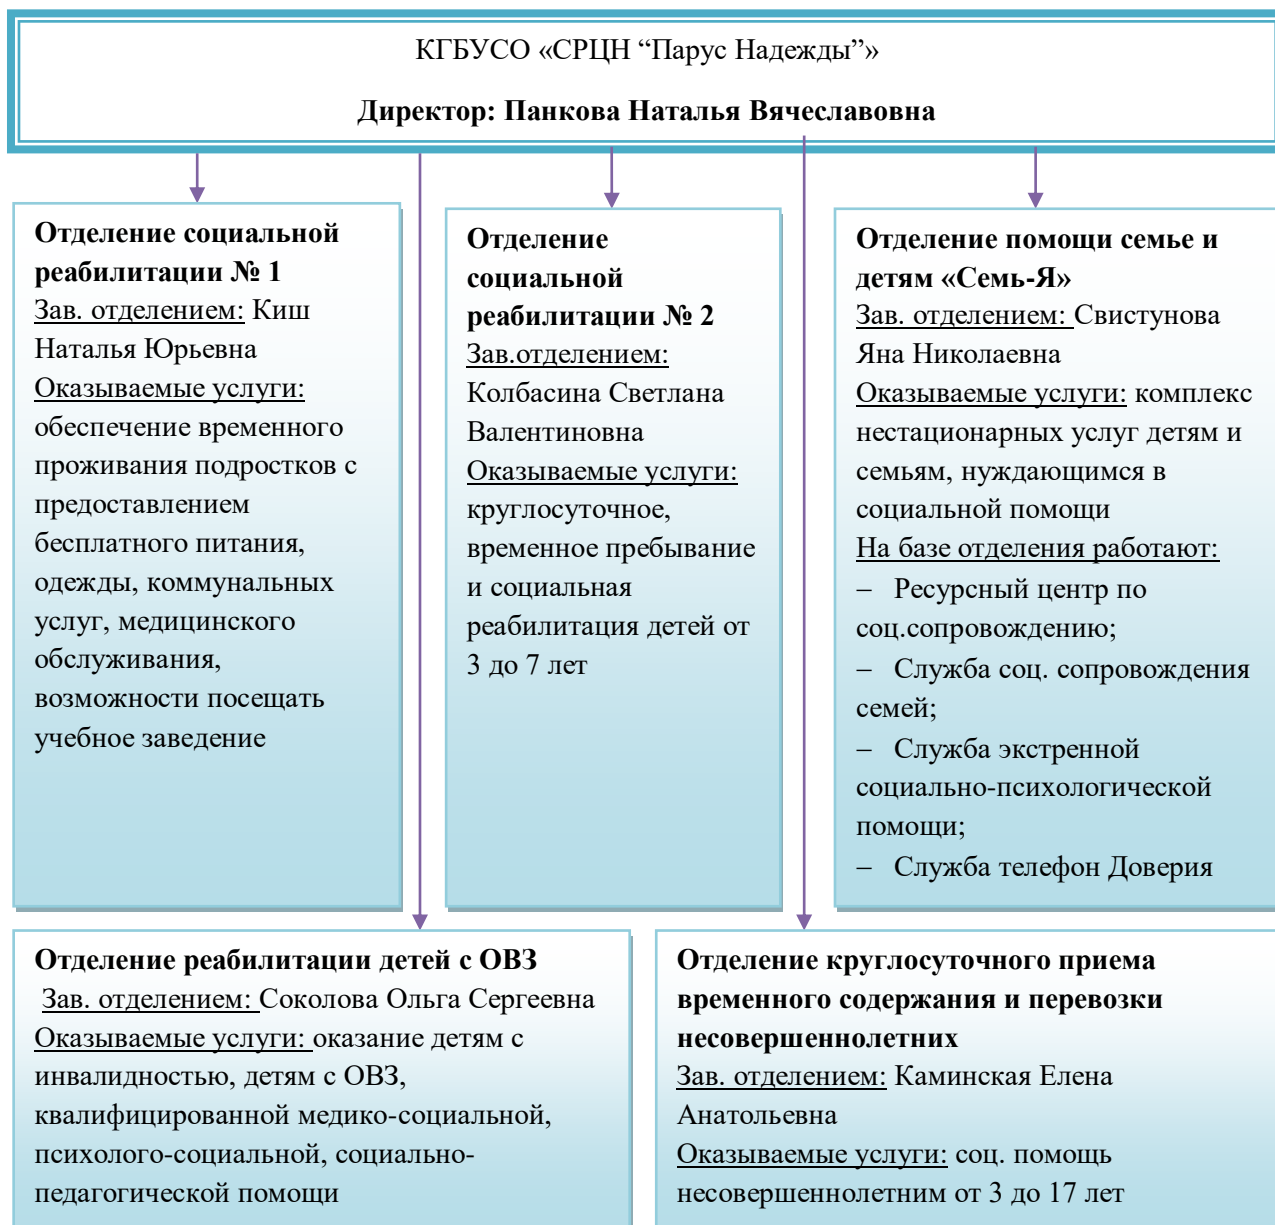 КГБУСО «СРЦН “Парус Надежды”»
Директор: Панкова Наталья Вячеславовна
Отделение социальной
реабилитации № 1
Зав. отделением: Киш
Наталья Юрьевна
Оказываемые услуги:
обеспечение временного
проживания подростков с
предоставлением
бесплатного питания,
одежды, коммунальных
услуг, медицинского
обслуживания,
возможности посещать
учебное заведение
Отделение
социальной
реабилитации № 2
Зав.отделением:
Колбасина Светлана
Валентиновна
Оказываемые услуги:
круглосуточное,
временное пребывание
и социальная
реабилитация детей от
3 до 7 лет
Отделение помощи семье и
детям «Семь-Я»
Зав. отделением: Свистунова
Яна Николаевна
Оказываемые услуги: комплекс
нестационарных услуг детям и
семьям, нуждающимся в
социальной помощи
На базе отделения работают:
– Ресурсный центр по
соц.сопровождению;
– Служба соц. сопровождения
семей;
– Служба экстренной
социально-психологической
помощи;
– Служба телефон Доверия
Отделение реабилитации детей с ОВЗ
Зав. отделением: Соколова Ольга Сергеевна
Оказываемые услуги: оказание детям с
инвалидностью, детям с ОВЗ,
квалифицированной медико-социальной,
психолого-социальной, социально-
педагогической помощи
Отделение круглосуточного приема
временного содержания и перевозки
несовершеннолетних
Зав. отделением: Каминская Елена
Анатольевна
Оказываемые услуги: соц. помощь
несовершеннолетним от 3 до 17 лет